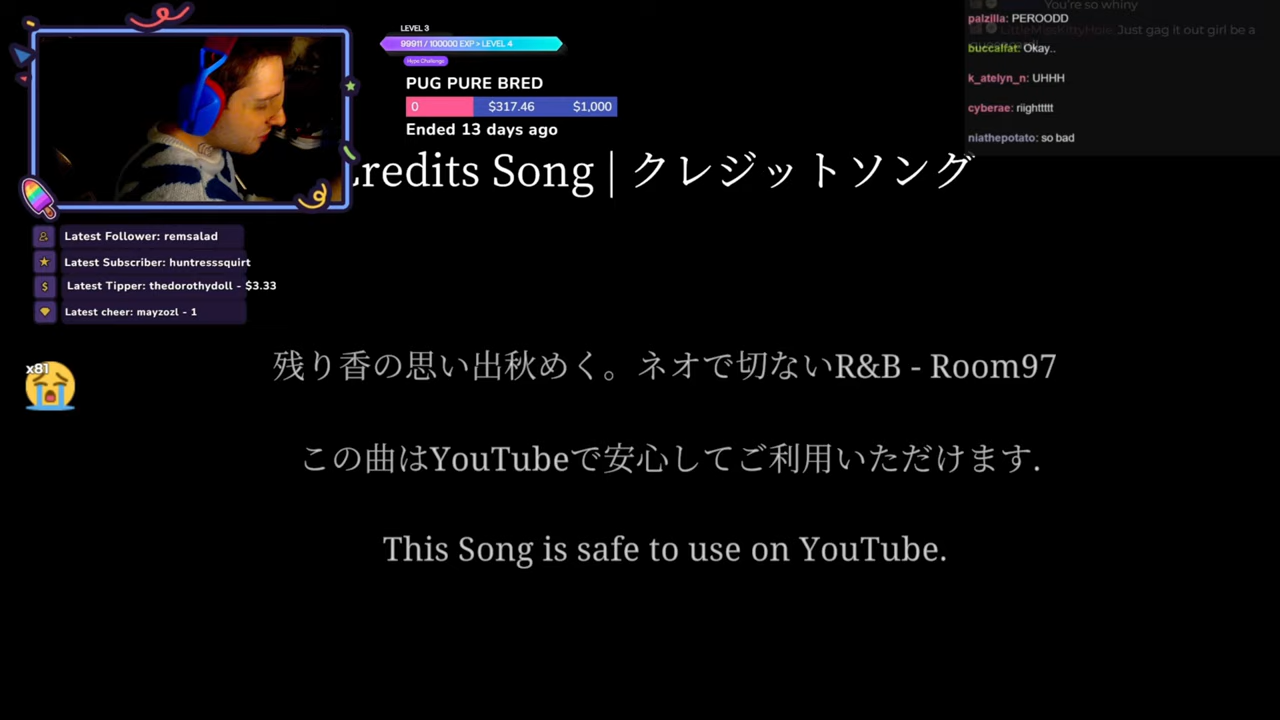 LEVEL 3
99911 / 100000 EXP > LEVEL 4
Hype Challenge
PUG PURE BRED
0 $317.46 $1,000
Ended 13 days ago
You're so whiny
palzilla: PEROODD
LittleMissKittyHole: Just gag it out girl be a
buccalfat: Okay..
k_atelyn_n: UHHH
cyberae: riighttttt
niathepotato: so bad
redits Song | クレジットソング
Latest Follower: remsalad
Latest Subscriber: huntresssquirt
Latest Tipper: thedorothydoll - $3.33
Latest cheer: mayzozl - 1
x81
残り香の思い出秋めく。ネオで切ないR&B - Room97
この曲はYouTubeで安心してご利用いただけます.
This Song is safe to use on YouTube.